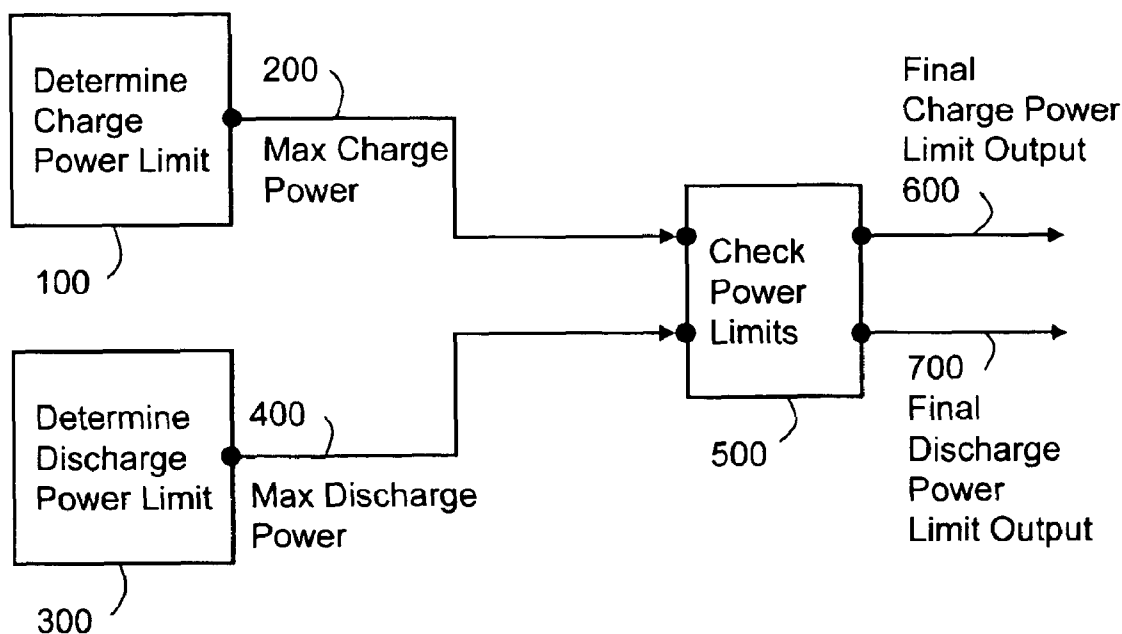 Determine
Charge
Power Limit
100
200
Max Charge
Power
Determine
Discharge
Power Limit
300
400
Max Discharge
Power
Check
Power
Limits
500
Final
Charge Power
Limit Output
600
700
Final
Discharge
Power
Limit Output